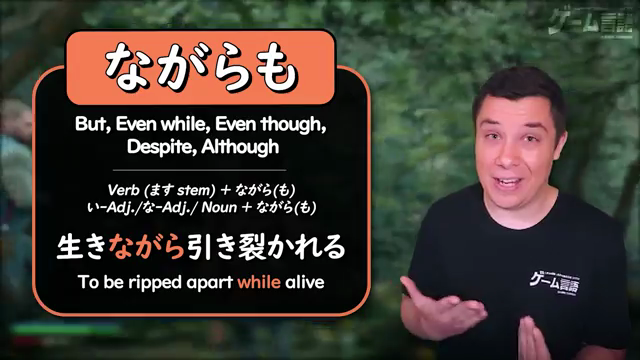 ながらも
But, Even while, Even though,
Despite, Although
Verb (ます stem) + ながら(も)
い-Adj./な-Adj./ Noun + ながら(も)
生きながら引き裂かれる
To be ripped apart while alive
ゲーム言語
ゲーム言語